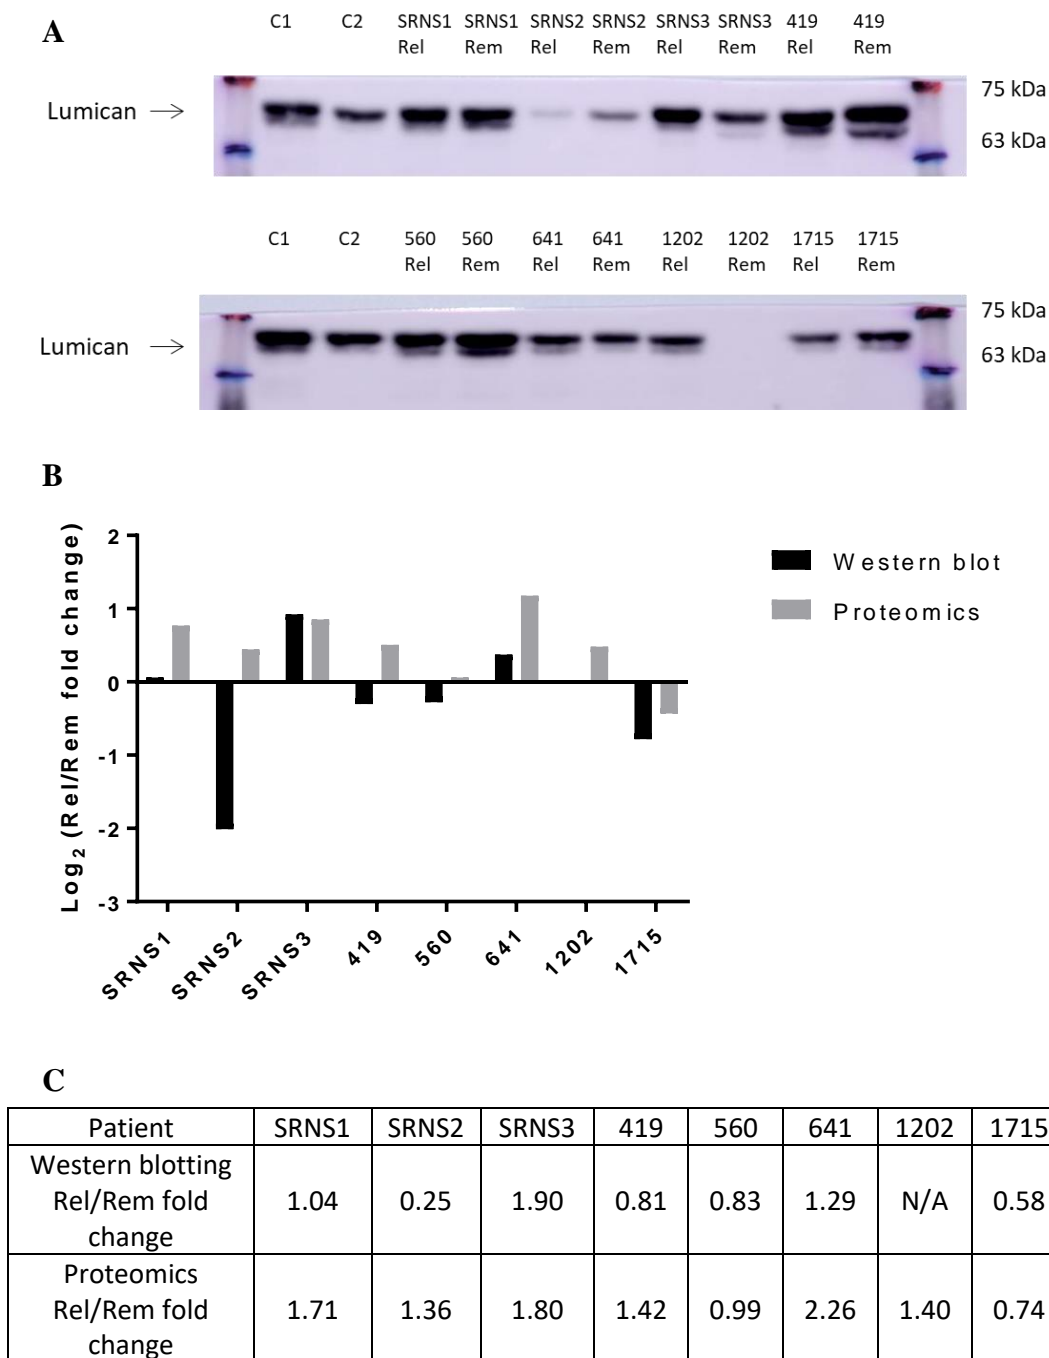 A
C1 C2 SRNS1 SRNS1 SRNS2 SRNS2 SRNS3 SRNS3 419 419
Rel Rem Rel Rem Rel Rem Rel Rem
Lumican
75 kDa
63 kDa
C1 C2 560 560 641 641 1202 1202 1715 1715
Rel Rem Rel Rem Rel Rem Rel Rem
Lumican
75 kDa
63 kDa
B
Log2 (Rel/Rem fold change)
2
1
0
-1
-2
-3
SRNS1 SRNS2 SRNS3 419 560 641 1202 1715
Western blot
Proteomics
C
Patient SRNS1 SRNS2 SRNS3 419 560 641 1202 1715
Western blotting
Rel/Rem fold 1.04 0.25 1.90 0.81 0.83 1.29 N/A 0.58
change
Proteomics
Rel/Rem fold 1.71 1.36 1.80 1.42 0.99 2.26 1.40 0.74
change